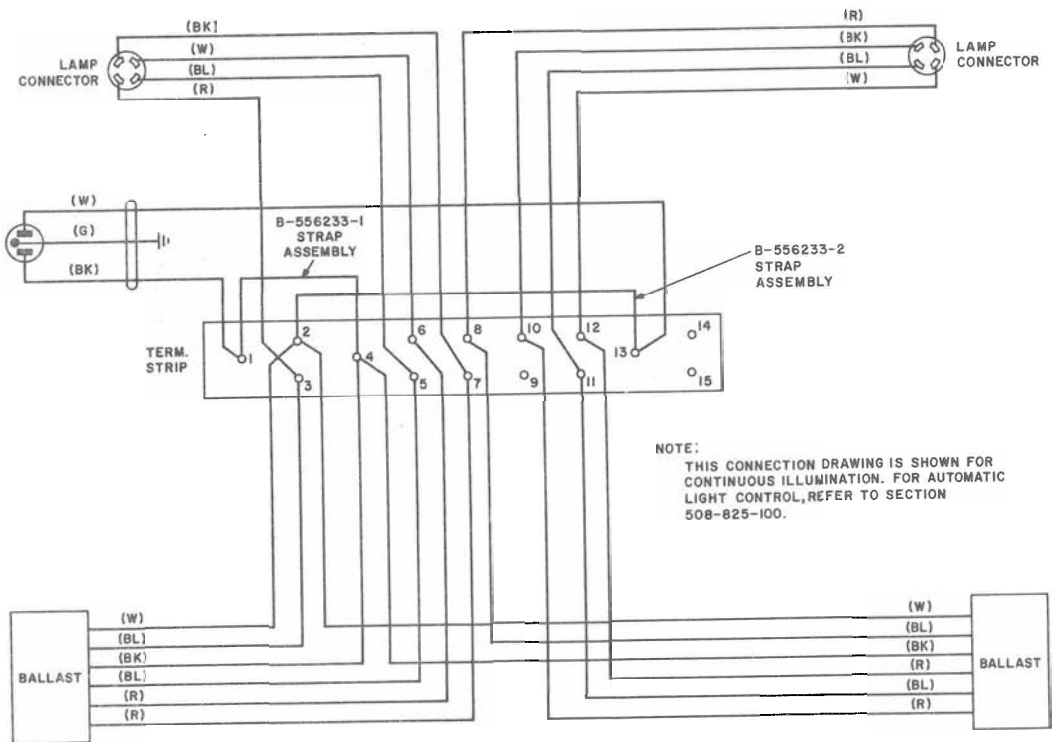 (BK)
(W)
(BL)
(R)
LAMP
CONNECTOR
(R)
(BK)
(BL)
(W)
LAMP
CONNECTOR
(W)
(G)
(BK)
B-556233-1
STRAP
ASSEMBLY
B-556233-2
STRAP
ASSEMBLY
TERM.
STRIP
1
2
3
4
5
6
7
8
9
10
11
12
13
14
15
NOTE:
THIS CONNECTION DRAWING IS SHOWN FOR
CONTINUOUS ILLUMINATION. FOR AUTOMATIC
LIGHT CONTROL, REFER TO SECTION
508-825-100.
BALLAST
(W)
(BL)
(BK)
(BL)
(R)
(R)
(W)
(BL)
(BK)
(R)
(BL)
(R)
BALLAST